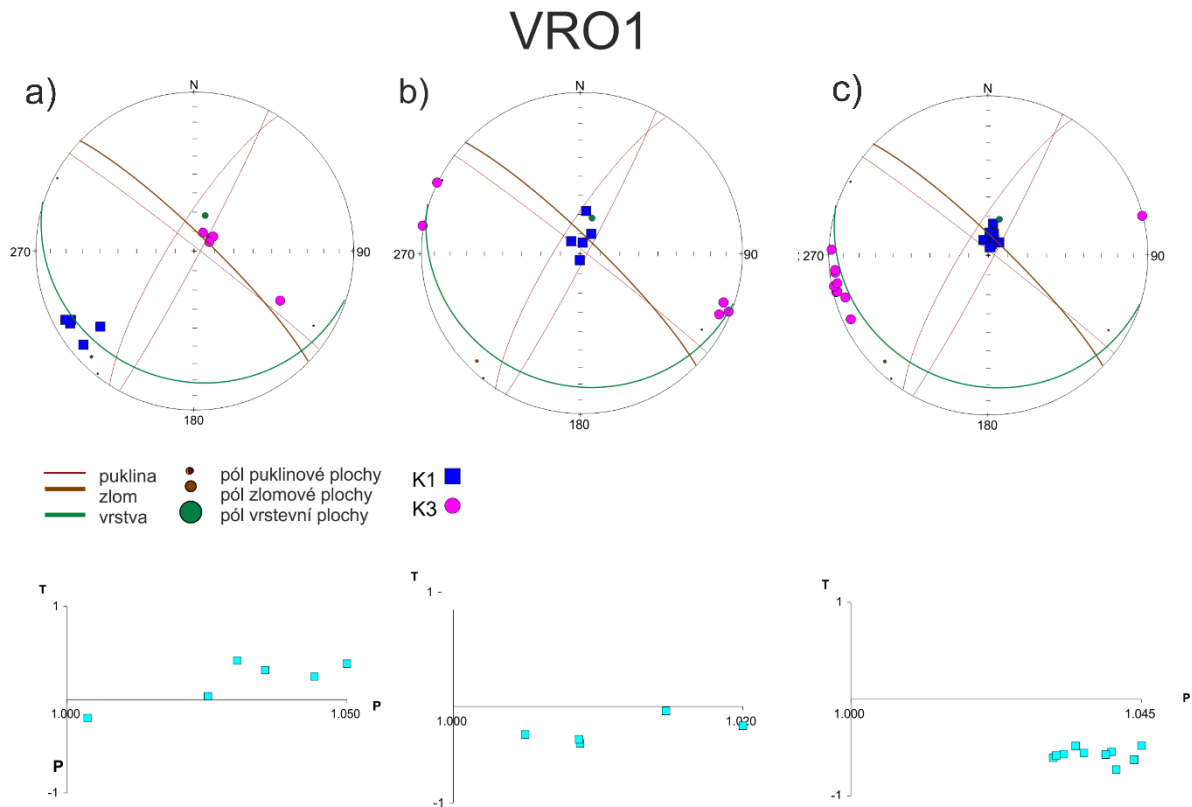 VRO1
a)
b)
c)
N
N
N
270
90
270
90
: 270
90
180
180
180
puklina
zlom
vrstva
pól puklinové plochy
pól zlomové plochy
pól vrstevní plochy
K1
K3
T
1
1.000
1.050
P
P
-1
T
1
1.000
1.020
P
-1
T
1
1.000
1.045
P
-1